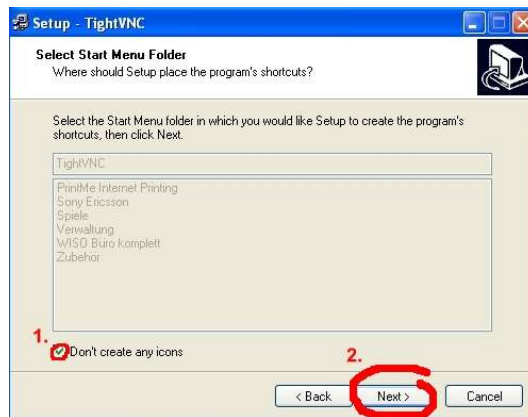 Setup - TightVNC
Select Start Menu Folder
Where should Setup place the program's shortcuts?
Select the Start Menu folder in which you would like Setup to create the program's
shortcuts, then click Next.
TightVNC
PrintMe Internet Printing
Sony Ericsson
Spiele
Verwaltung
WISO Büro komplett
Zubehör
1.
Don't create any icons
2.
< Back
Next >
Cancel